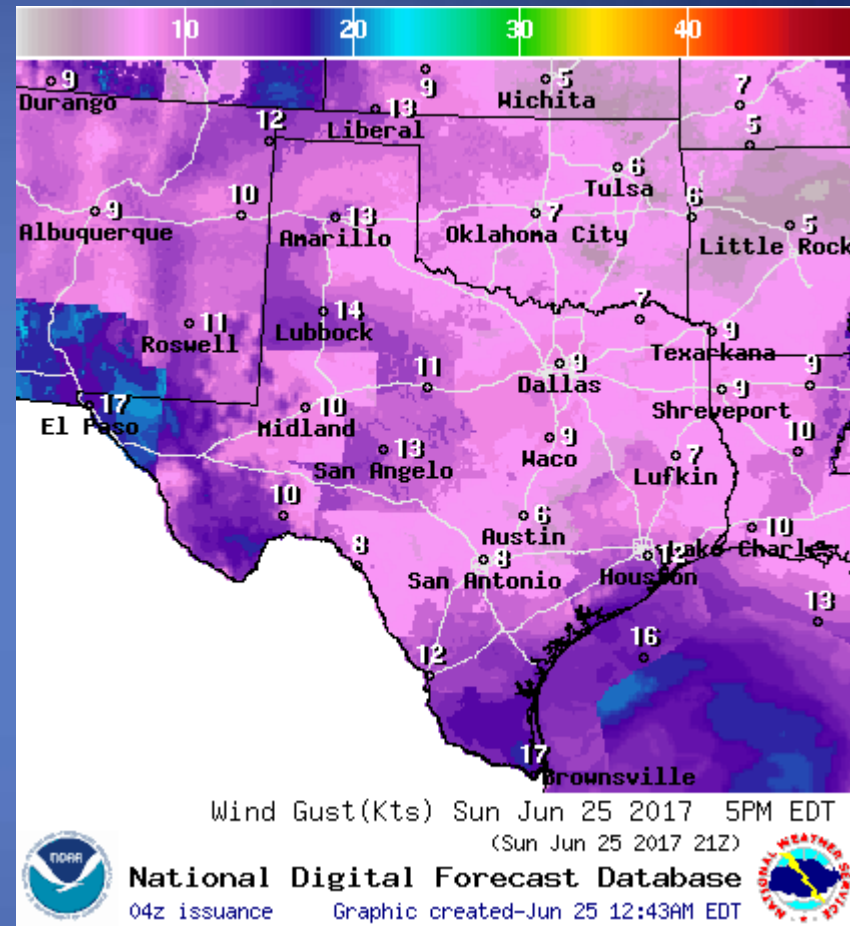 10 20 30 40
9 9 5 7
Durango Wichita
13
Liberal
12 5
6
Tulsa
9 10 13 7 6 5
Albuquerque Amarillo Oklahoma City Little Rock
11 14 7 9
Roswell Lubbock Texarkana
11 9 9 9
Dallas Shreveport
17 10
El Paso Midland
13 9 7 10
San Angelo Waco Lufkin
10 6 10
Austin Lake Charles
8 8 12
San Antonio Houston
13
16
12
17
Brownsville
Wind Gust(Kts) Sun Jun 25 2017 5PM EDT
(Sun Jun 25 2017 21Z)
National Digital Forecast Database
04z issuance Graphic created-Jun 25 12:43AM EDT
NOAA
NATIONAL WEATHER SERVICE